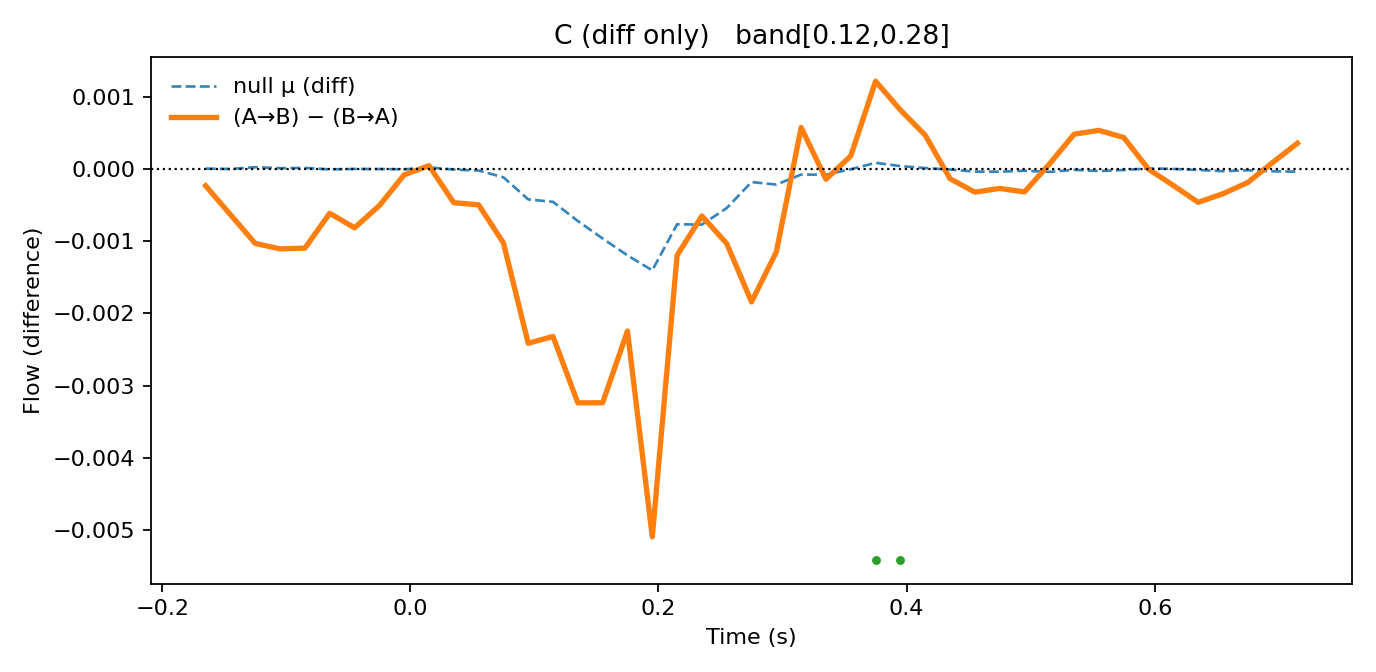 C (diff only)   band[0.12,0.28]
null μ (diff)
(A→B) − (B→A)
Flow (difference)
0.001
0.000
−0.001
−0.002
−0.003
−0.004
−0.005
−0.2
0.0
0.2
0.4
0.6
Time (s)